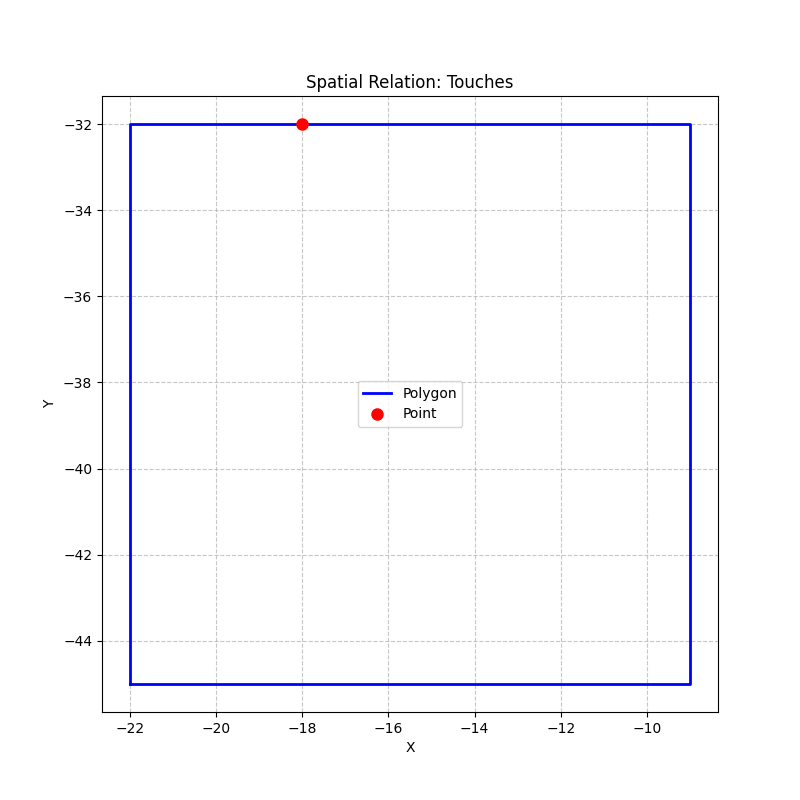 Spatial Relation: Touches
−32
−34
−36
−38
−40
−42
−44
Y
Polygon
Point
−22 −20 −18 −16 −14 −12 −10
X